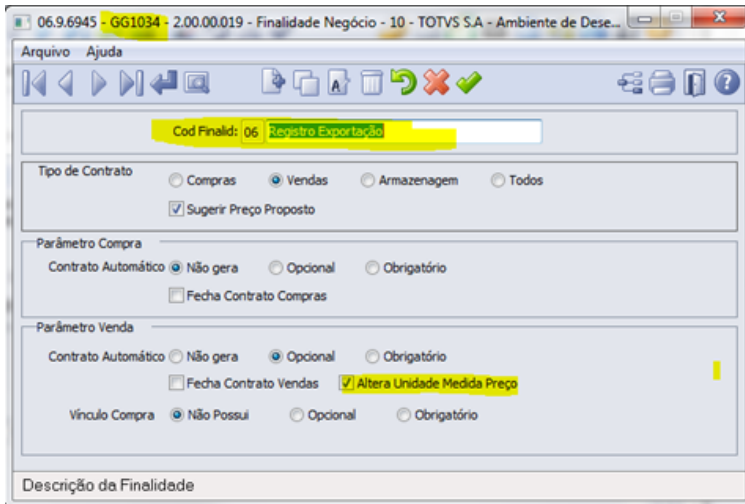 06.9.6945 - GG1034 - 2.00.00.019 - Finalidade Negócio - 10 - TOTVS S.A - Ambiente de Dese...
Arquivo Ajuda
Cod Finalid: 06 Registro Exportação
Tipo de Contrato
Compras Vendas Armazenagem Todos
Sugerir Preço Proposto
Parâmetro Compra
Contrato Automático Não gera Opcional Obrigatório
Fecha Contrato Compras
Parâmetro Venda
Contrato Automático Não gera Opcional Obrigatório
Fecha Contrato Vendas Altera Unidade Medida Preço
Vínculo Compra Não Possui Opcional Obrigatório
Descrição da Finalidade